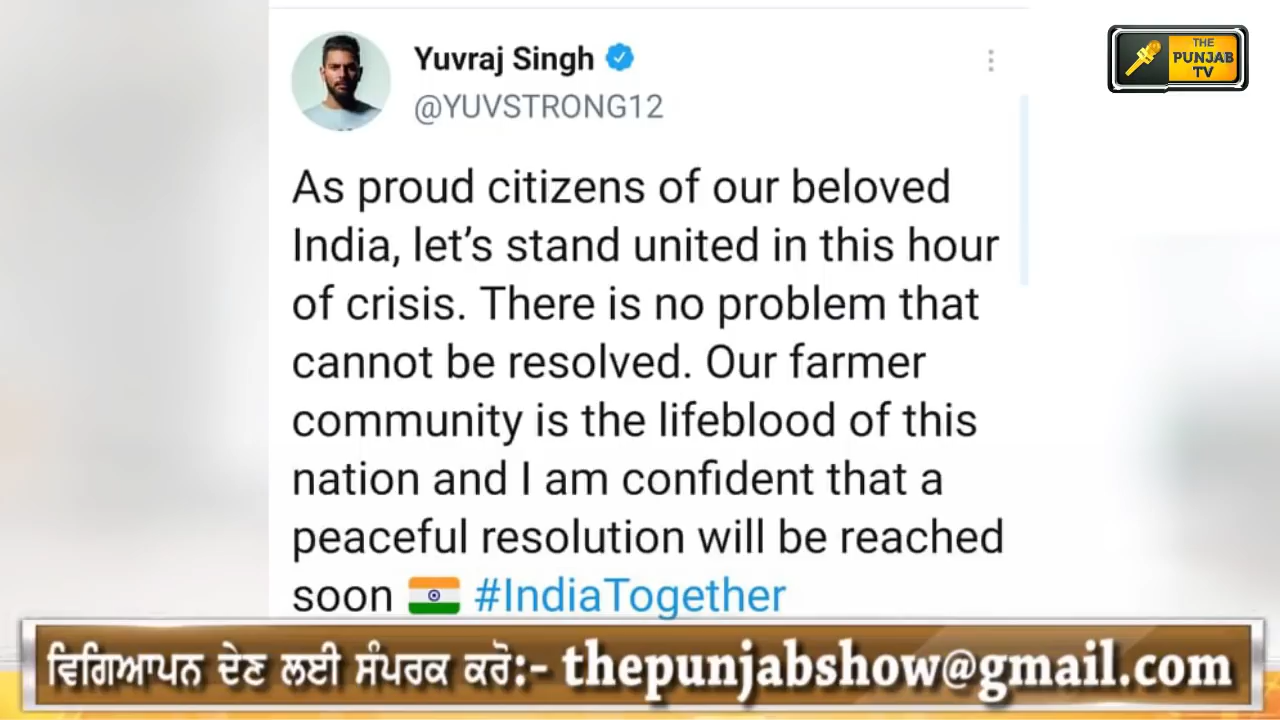 Yuvraj Singh
@YUVSTRONG12
THE
PUNJAB
TV
As proud citizens of our beloved
India, let’s stand united in this hour
of crisis. There is no problem that
cannot be resolved. Our farmer
community is the lifeblood of this
nation and I am confident that a
peaceful resolution will be reached
soon 🇮🇳 #IndiaTogether
ਵਿਗਿਆਪਨ ਦੇਣ ਲਈ ਸੰਪਰਕ ਕਰੋ:- thepunjabshow@gmail.com